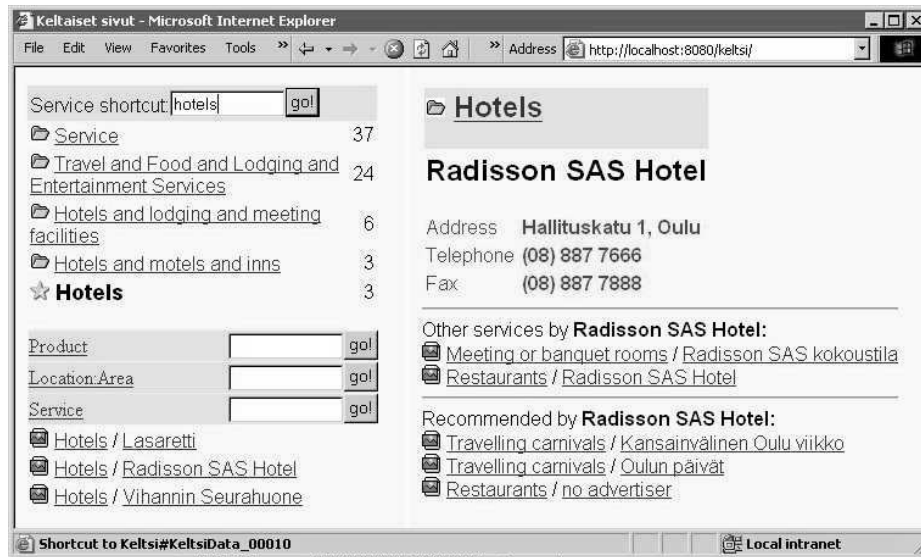 Keltaiset sivut - Microsoft Internet Explorer
File Edit View Favorites Tools » » Address http://localhost:8080/keltsi/
Service shortcut: hotels go!
Service 37
Travel and Food and Lodging and
Entertainment Services 24
Hotels and lodging and meeting
facilities 6
Hotels and motels and inns 3
Hotels 3
Product go!
Location:Area go!
Service go!
Hotels / Lasaretti
Hotels / Radisson SAS Hotel
Hotels / Vihannin Seurahuone
Hotels
Radisson SAS Hotel
Address Hallituskatu 1, Oulu
Telephone (08) 887 7666
Fax (08) 887 7888
Other services by Radisson SAS Hotel:
Meeting or banquet rooms / Radisson SAS kokoustila
Restaurants / Radisson SAS Hotel
Recommended by Radisson SAS Hotel:
Travelling carnivals / Kansainvälinen Oulu viikko
Travelling carnivals / Oulun päivät
Restaurants / no advertiser
Shortcut to Keltsi#KeltsiData_00010 Local intranet